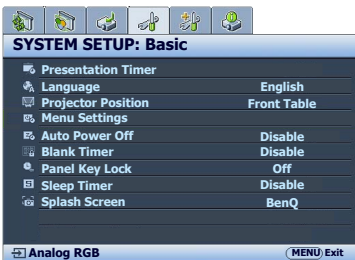 SYSTEM SETUP: Basic
Presentation Timer
Language English
Projector Position Front Table
Menu Settings
Auto Power Off Disable
Blank Timer Disable
Panel Key Lock Off
Sleep Timer Disable
Splash Screen BenQ
Analog RGB MENU Exit